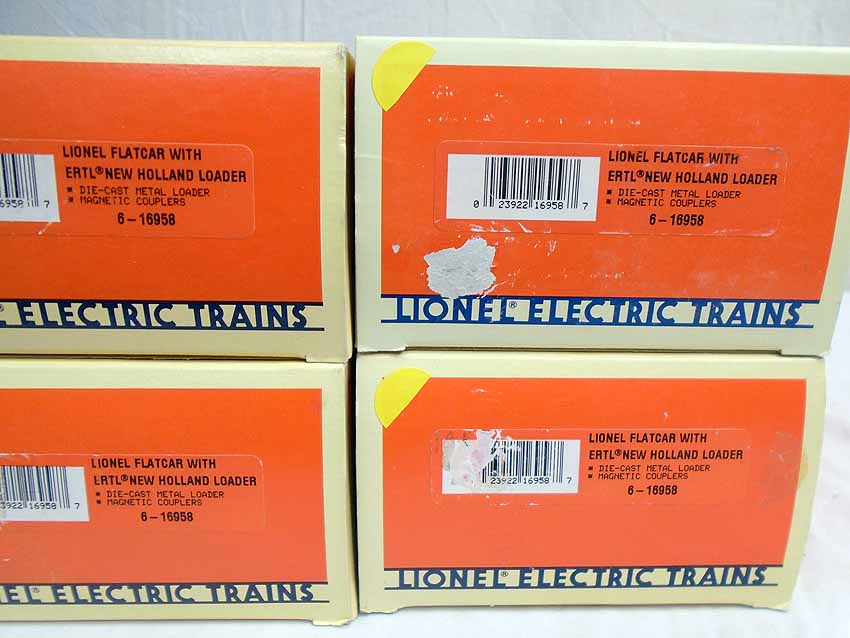 LIONEL FLATCAR WITH
ERTL® NEW HOLLAND LOADER
▪ DIE-CAST METAL LOADER
▪ MAGNETIC COUPLERS
6-16958
6958 7
ELECTRIC TRAINS
LIONEL FLATCAR WITH
ERTL® NEW HOLLAND LOADER
▪ DIE-CAST METAL LOADER
▪ MAGNETIC COUPLERS
6-16958
0 23922 16958 7
LIONEL® ELECTRIC TRAINS
LIONEL FLATCAR WITH
ERTL® NEW HOLLAND LOADER
▪ DIE-CAST METAL LOADER
▪ MAGNETIC COUPLERS
6-16958
23922 16958 7
NEL® ELECTRIC TRAINS
LIONEL FLATCAR WITH
ERTL® NEW HOLLAND LOADER
▪ DIE-CAST METAL LOADER
▪ MAGNETIC COUPLERS
6-16958
23922 16958 7
LIONEL® ELECTRIC TRAINS